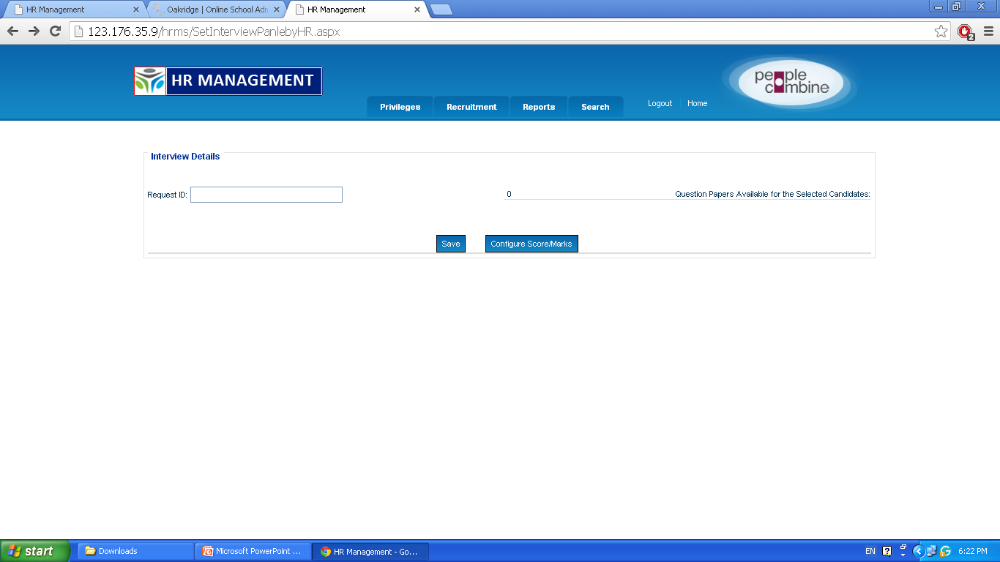 HR Management
Oakridge | Online School Adm
HR Management
123.176.35.9/hrms/SetInterviewPanlebyHR.aspx
2
HR MANAGEMENT
people combine
Privileges
Recruitment
Reports
Search
Logout
Home
Interview Details
Request ID:
0
Question Papers Available for the Selected Candidates:
Save
Configure Score/Marks
start
Downloads
Microsoft PowerPoint ...
HR Management - Go...
EN
6:22 PM